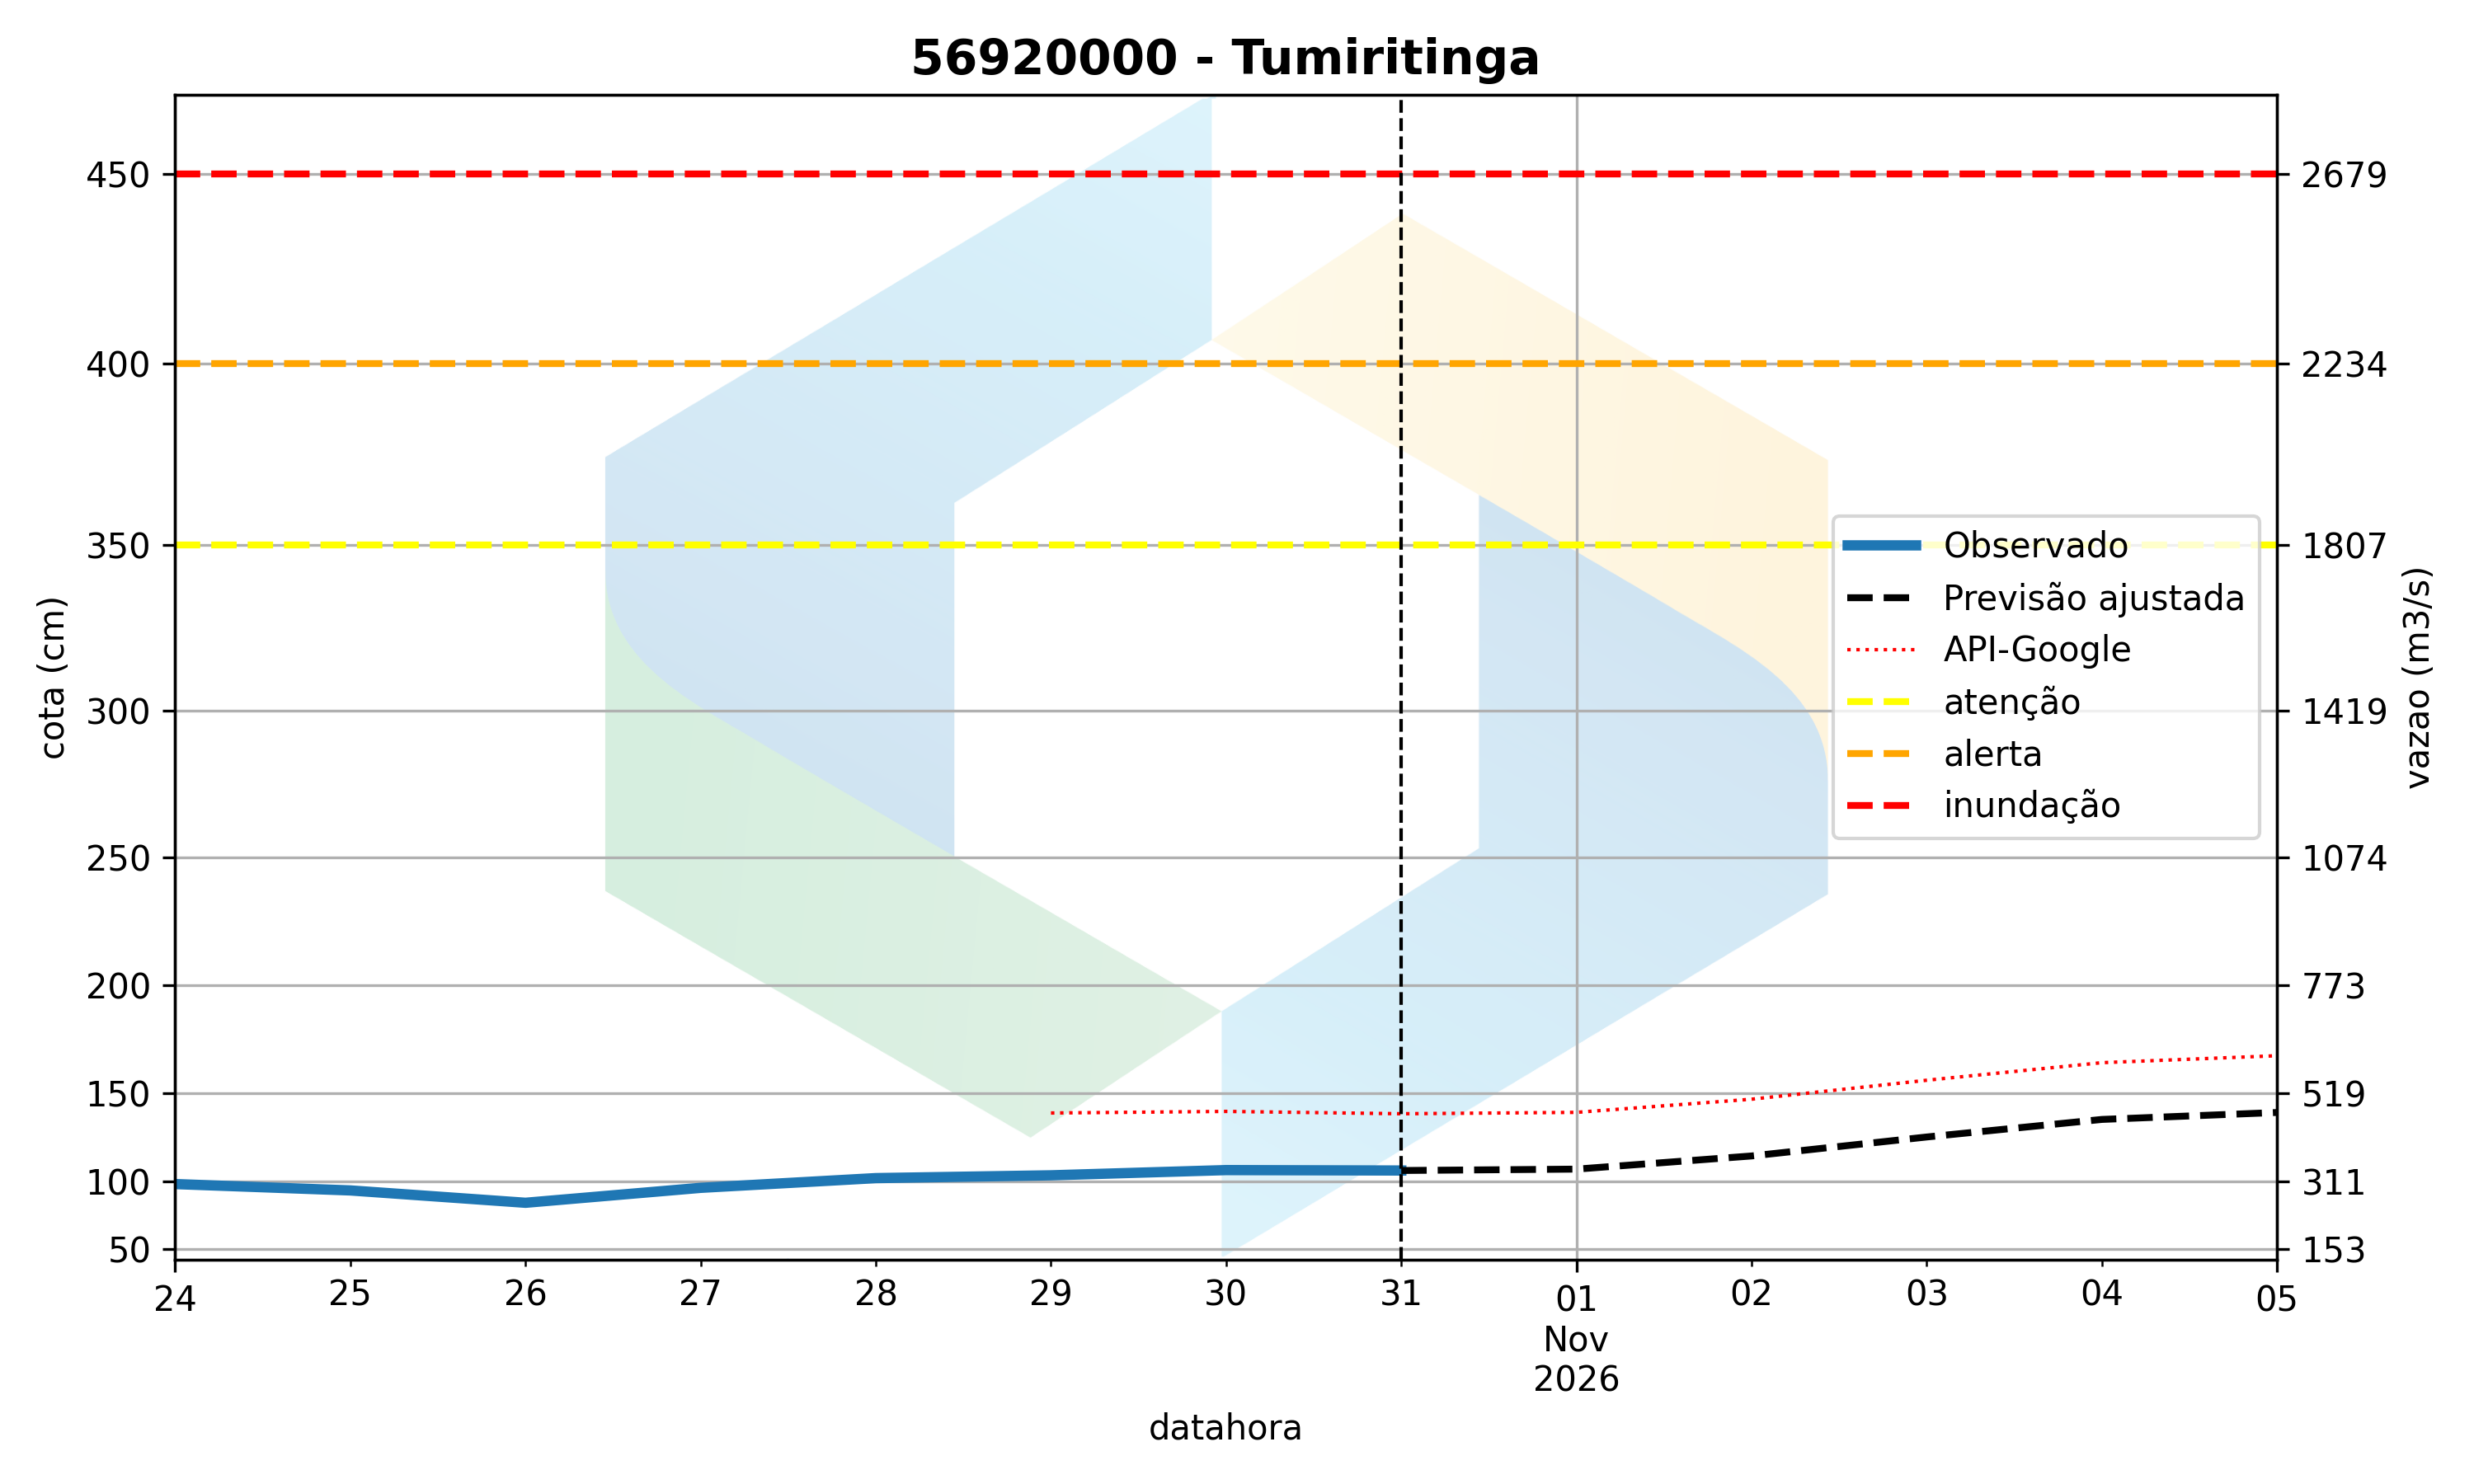 56920000 - Tumiritinga
450
400
350
300
250
200
150
100
50
cota (cm)
2679
2234
1807
1419
1074
773
519
311
153
vazao (m3/s)
Observado
Previsão ajustada
API-Google
atenção
alerta
inundação
24 25 26 27 28 29 30 31 01 02 03 04 05
Nov
2026
datahora